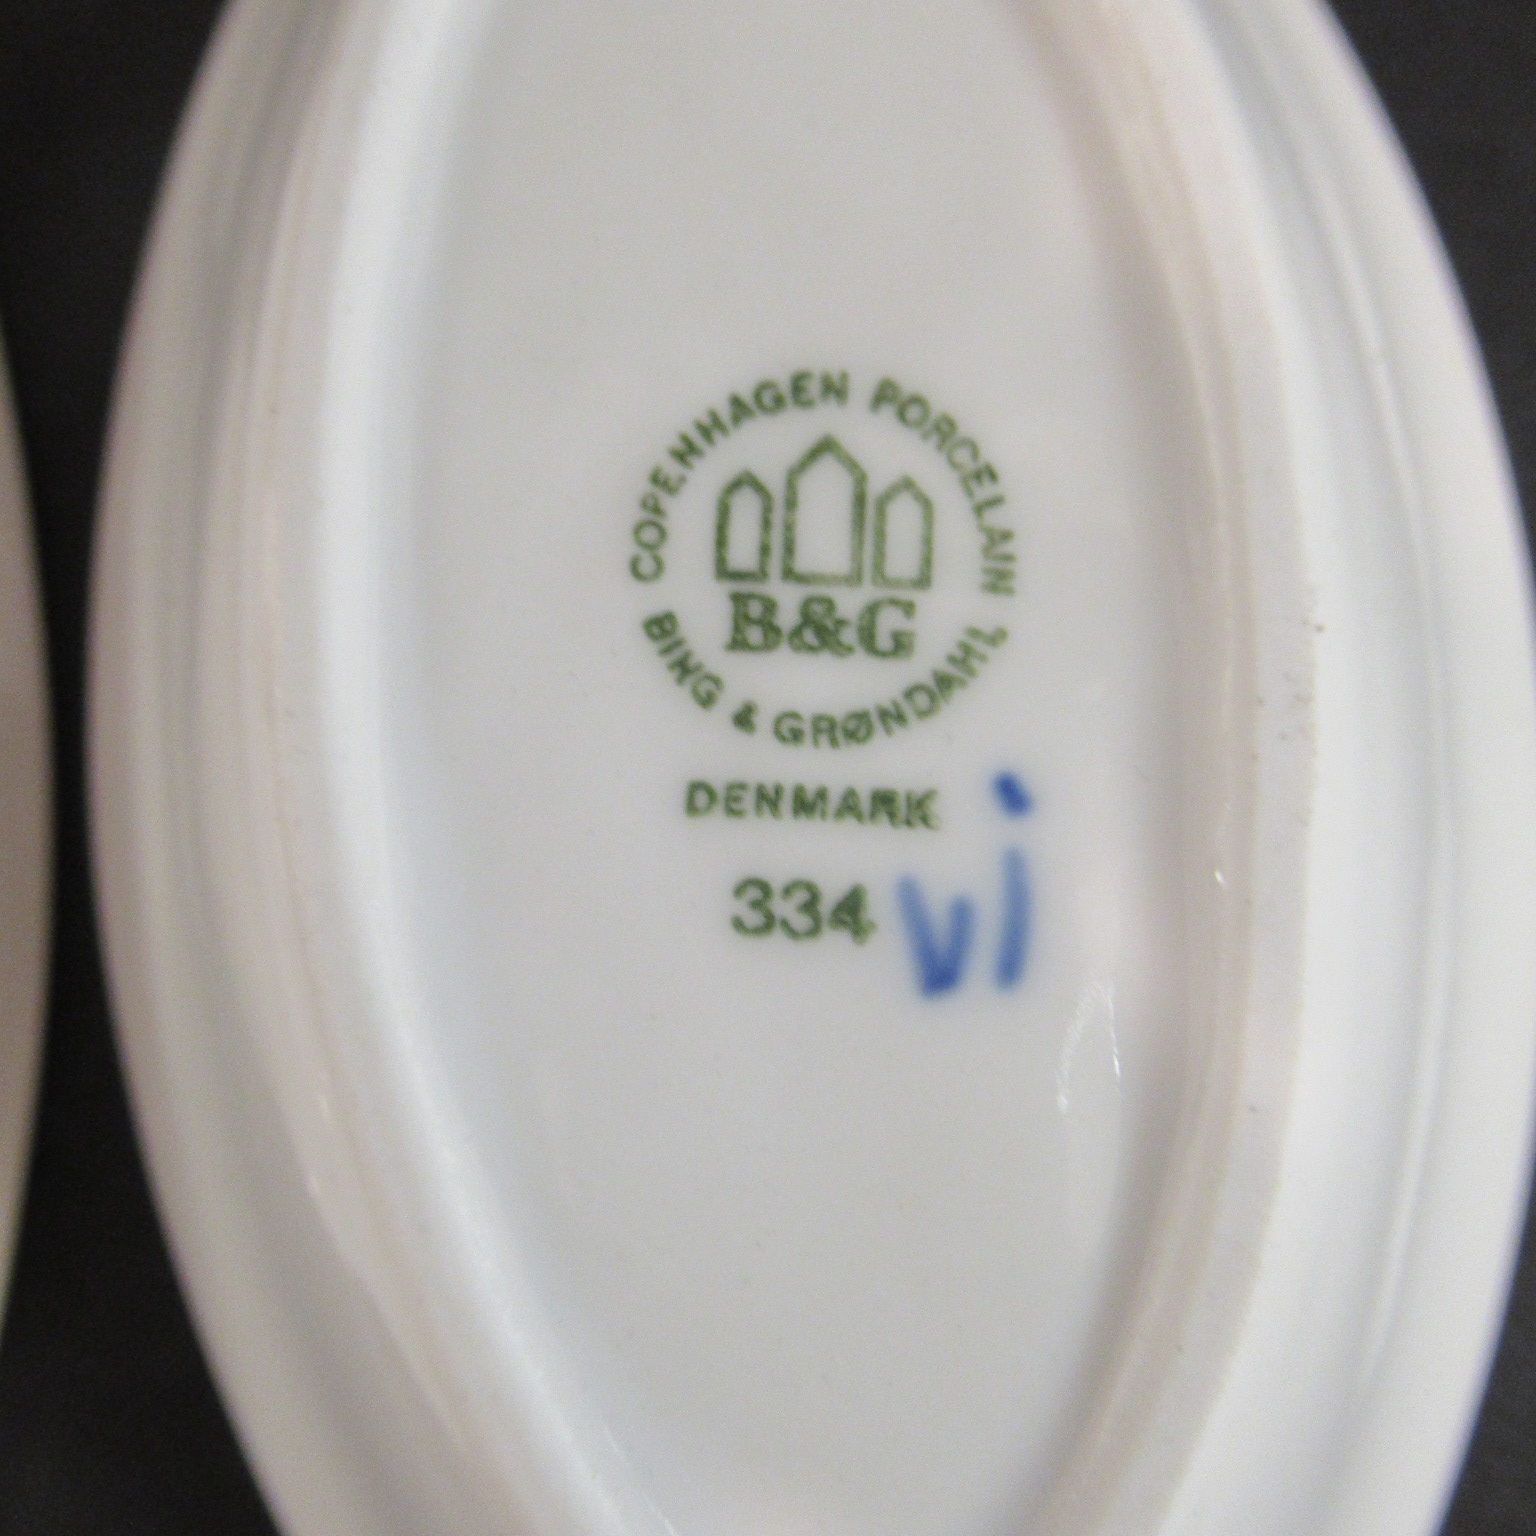 COPENHAGEN PORCELAIN
B&G
BING & GRØNDAHL
DENMARK
334
vi